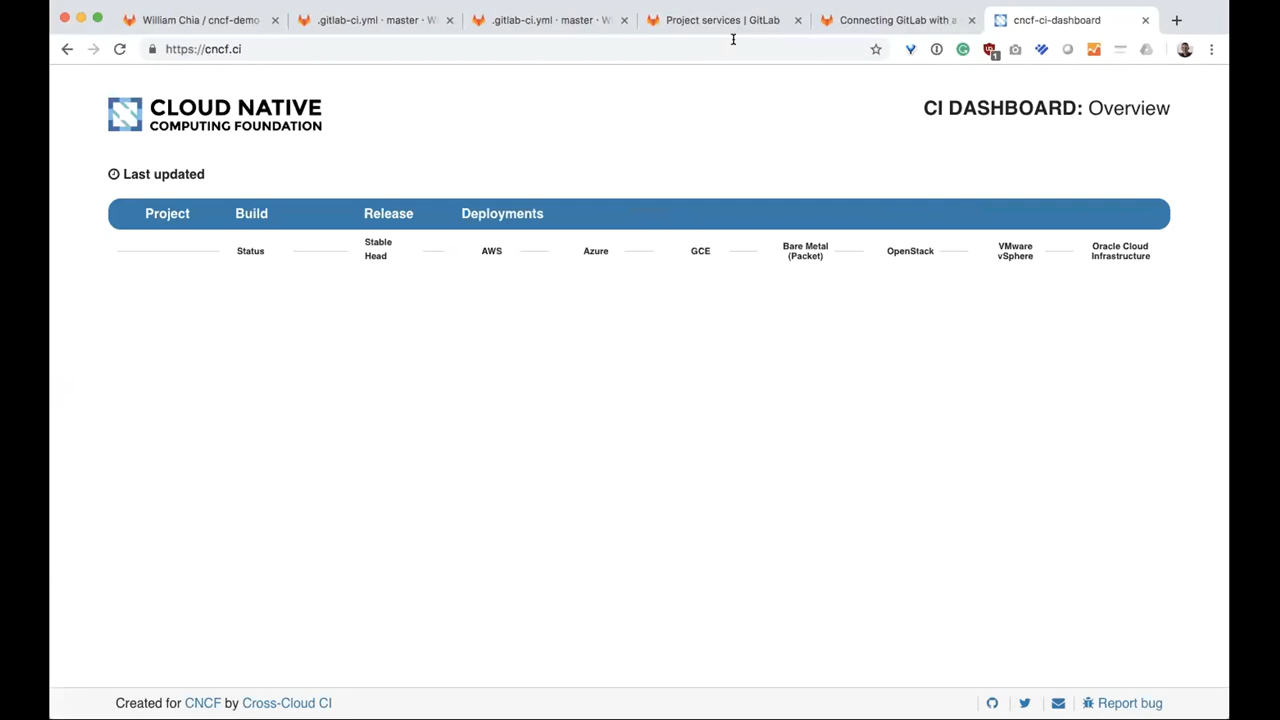 William Chia / cncf-demo
.gitlab-ci.yml · master · W
.gitlab-ci.yml · master · W
Project services | GitLab
Connecting GitLab with a
cncf-ci-dashboard
https://cncf.ci
1
CLOUD NATIVE
COMPUTING FOUNDATION
CI DASHBOARD: Overview
Last updated
Project Build Release Deployments
Status
Stable
Head
AWS
Azure
GCE
Bare Metal
(Packet)
OpenStack
VMware
vSphere
Oracle Cloud
Infrastructure
Created for CNCF by Cross-Cloud CI
Report bug